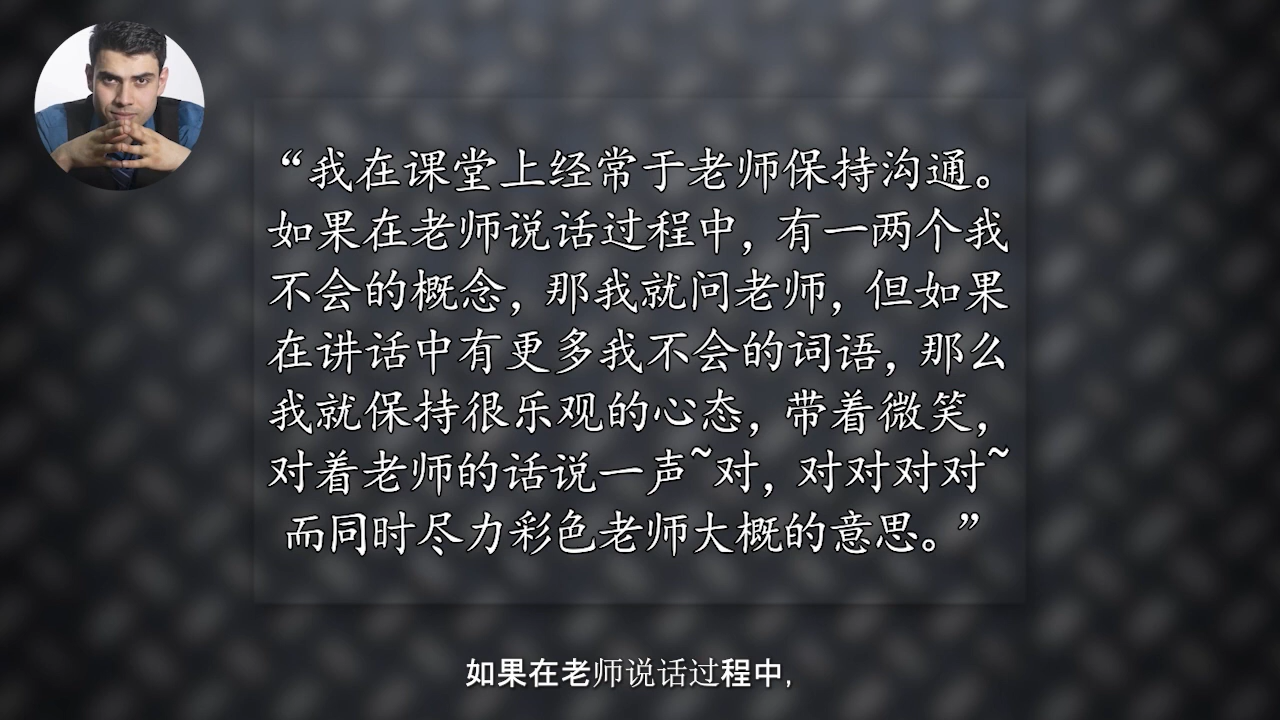 “我在课堂上经常于老师保持沟通。
如果在老师说话过程中，有一两个我
不会的概念，那我就问老师，但如果
在讲话中有更多我不会的词语，那么
我就保持很乐观的心态，带着微笑，
对着老师的话说一声~对，对对对对~
而同时尽力彩色老师大概的意思。”
如果在老师说话过程中,